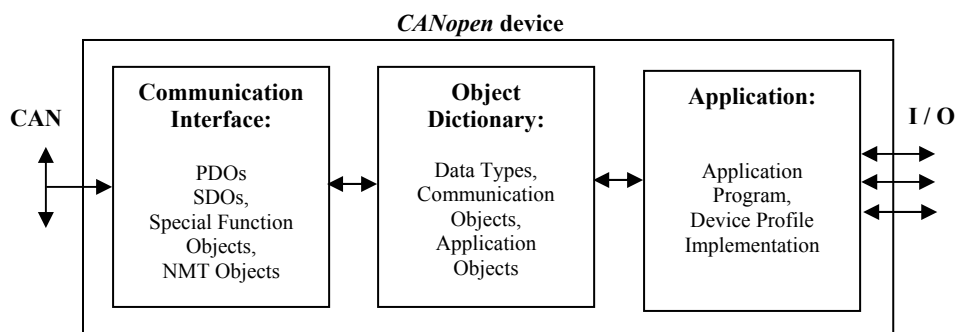 CANopen device
CAN
Communication
Interface:
PDOs
SDOs,
Special Function
Objects,
NMT Objects
Object
Dictionary:
Data Types,
Communication
Objects,
Application
Objects
Application:
Application
Program,
Device Profile
Implementation
I / O